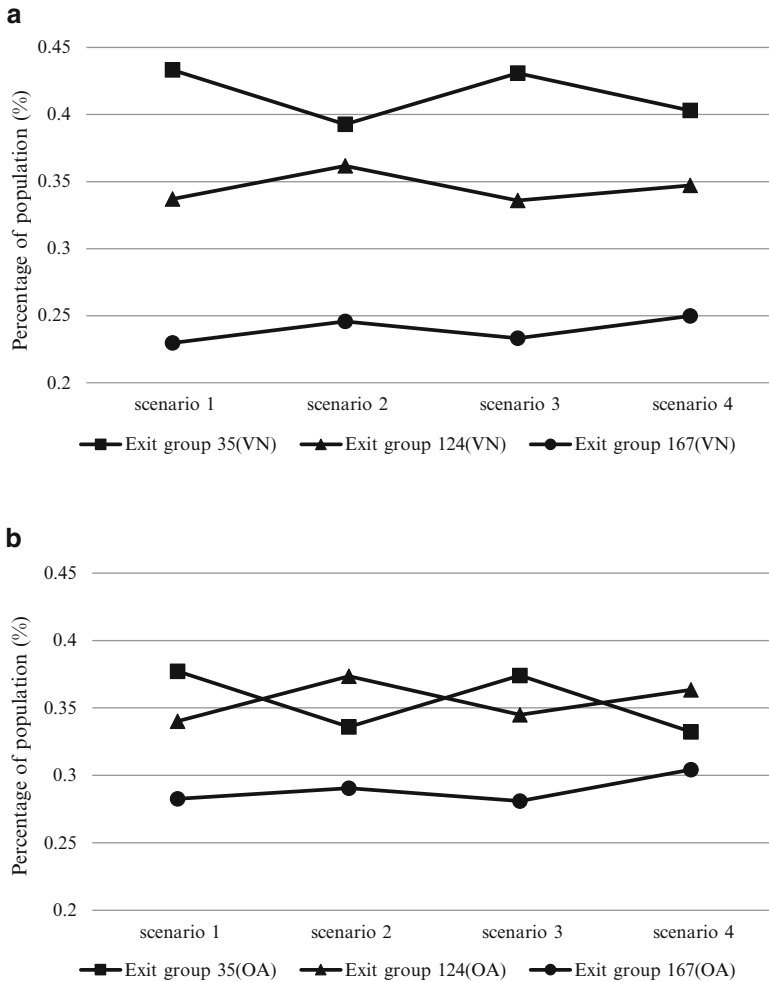 a
Percentage of population (%)
0.45
0.4
0.35
0.3
0.25
0.2
scenario 1 scenario 2 scenario 3 scenario 4
Exit group 35(VN) Exit group 124(VN) Exit group 167(VN)
b
Percentage of population (%)
0.45
0.4
0.35
0.3
0.25
0.2
scenario 1(OA) scenario 2 scenario 3 scenario 4
Exit group 35(OA) Exit group 124(OA) Exit group 167(OA)